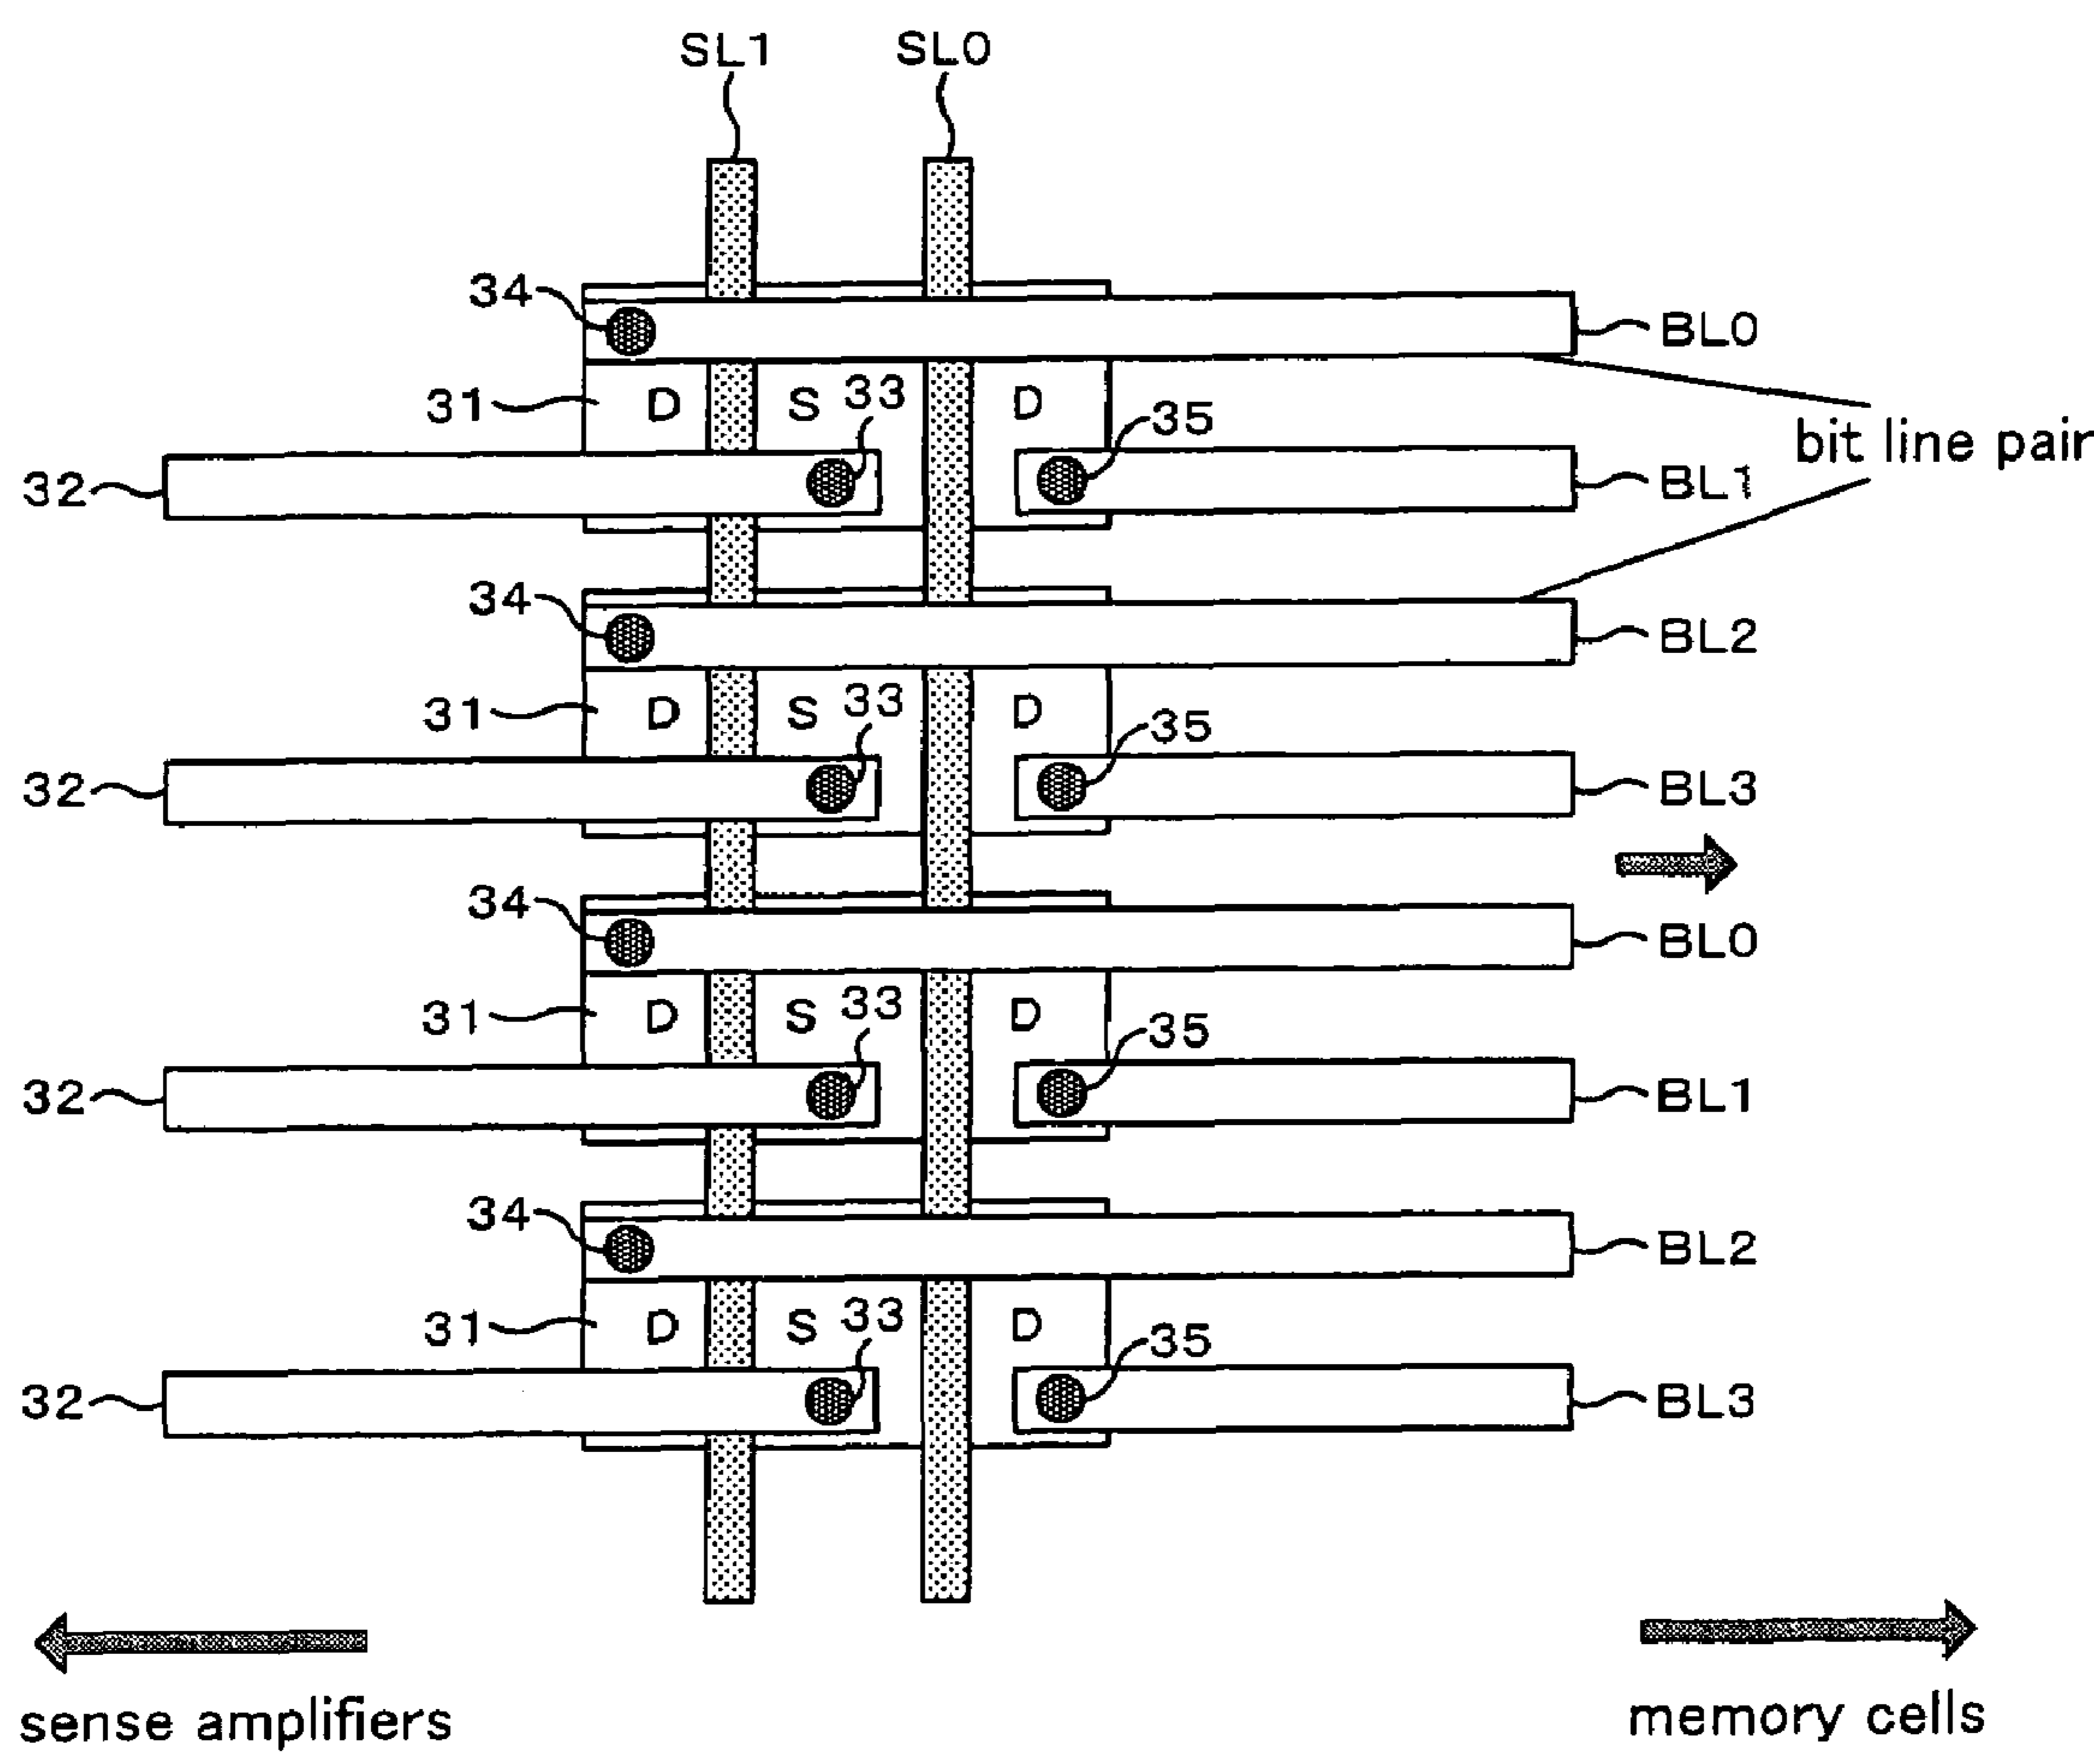 SL1 SL0
34 BL0
31 D S 33 D 35
bit line pair
32 BL1
34 BL2
31 D S 33 D 35
32 BL3
34 BL0
31 D S 33 D 35
32 BL1
34 BL2
31 D S 33 D 35
32 BL3
sense amplifiers memory cells